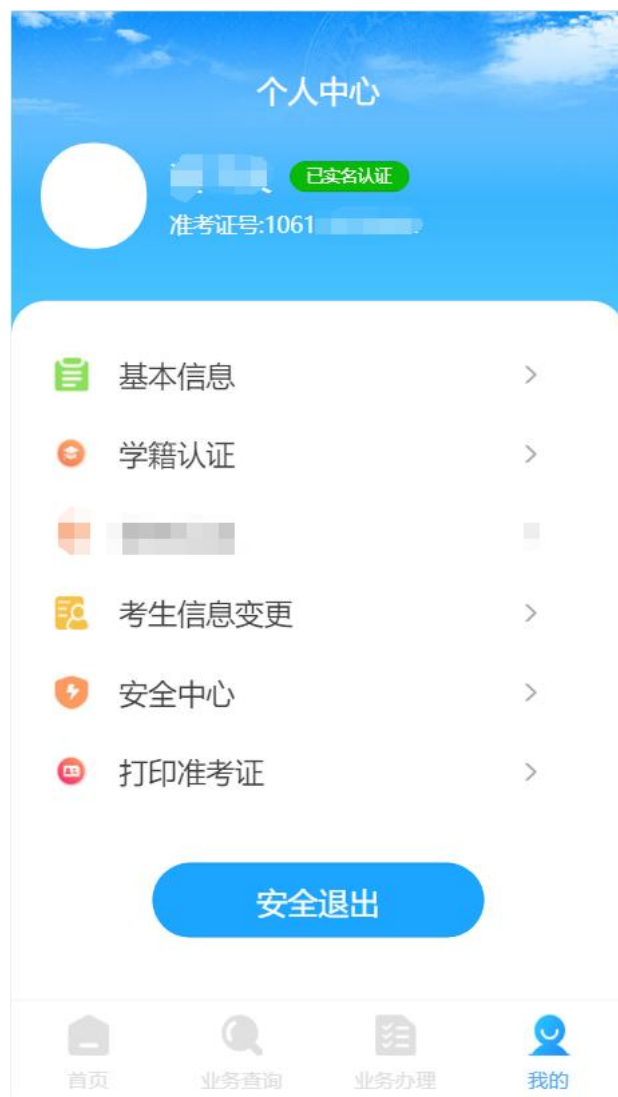 个人中心
已实名认证
准考证号:1061
基本信息
学籍认证
考生信息变更
安全中心
打印准考证
安全退出
首页 业务查询 业务办理 我的